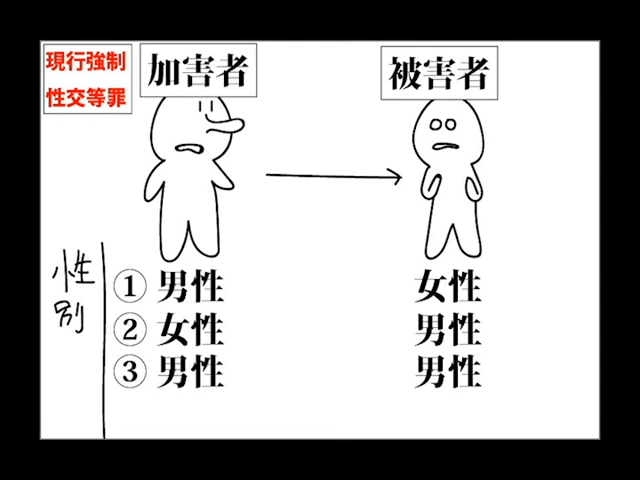 現行強制
性交等罪
加害者
被害者
性別
① 男性 女性
② 女性 男性
③ 男性 男性